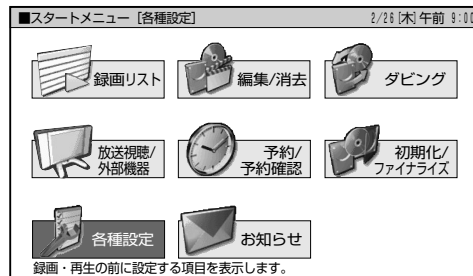 ■スタートメニュー [各種設定] 2/26[木]午前 9:00
録画リスト 編集/消去 ダビング
放送視聴/ 予約/ 初期化/
外部機器 予約確認 ファイナライズ
各種設定 お知らせ
録画・再生の前に設定する項目を表示します。